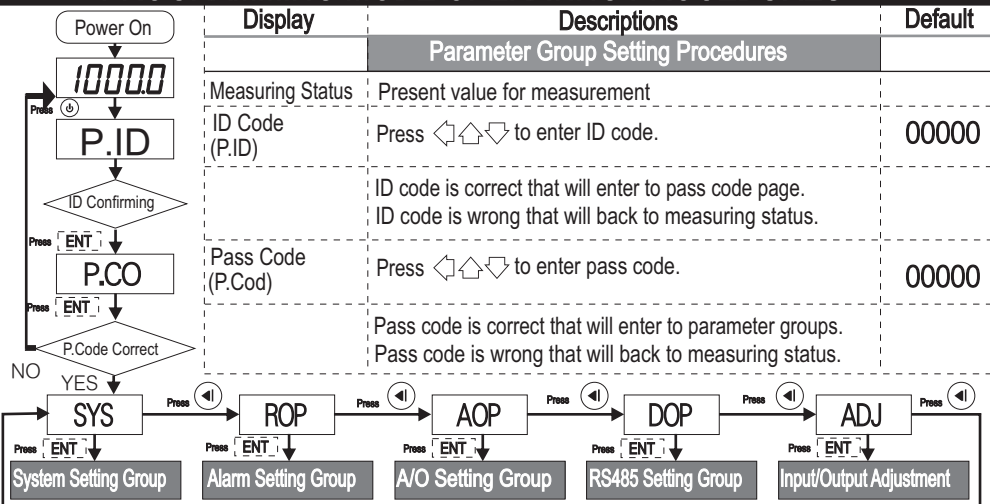 Display Descriptions Default
Power On
Parameter Group Setting Procedures
1000.0
Measuring Status Present value for measurement
Press
P.ID
ID Code
(P.ID)
Press to enter ID code.
00000
ID Confirming
ID code is correct that will enter to pass code page.
ID code is wrong that will back to measuring status.
Press ENT
P.CO
Pass Code
(P.Cod)
Press to enter pass code.
00000
Press ENT
P.Code Correct
Pass code is correct that will enter to parameter groups.
Pass code is wrong that will back to measuring status.
NO
YES
SYS Press ROP Press AOP Press DOP Press ADJ Press
Press ENT Press ENT Press ENT Press ENT Press ENT
System Setting Group Alarm Setting Group A/O Setting Group RS485 Setting Group Input/Output Adjustment